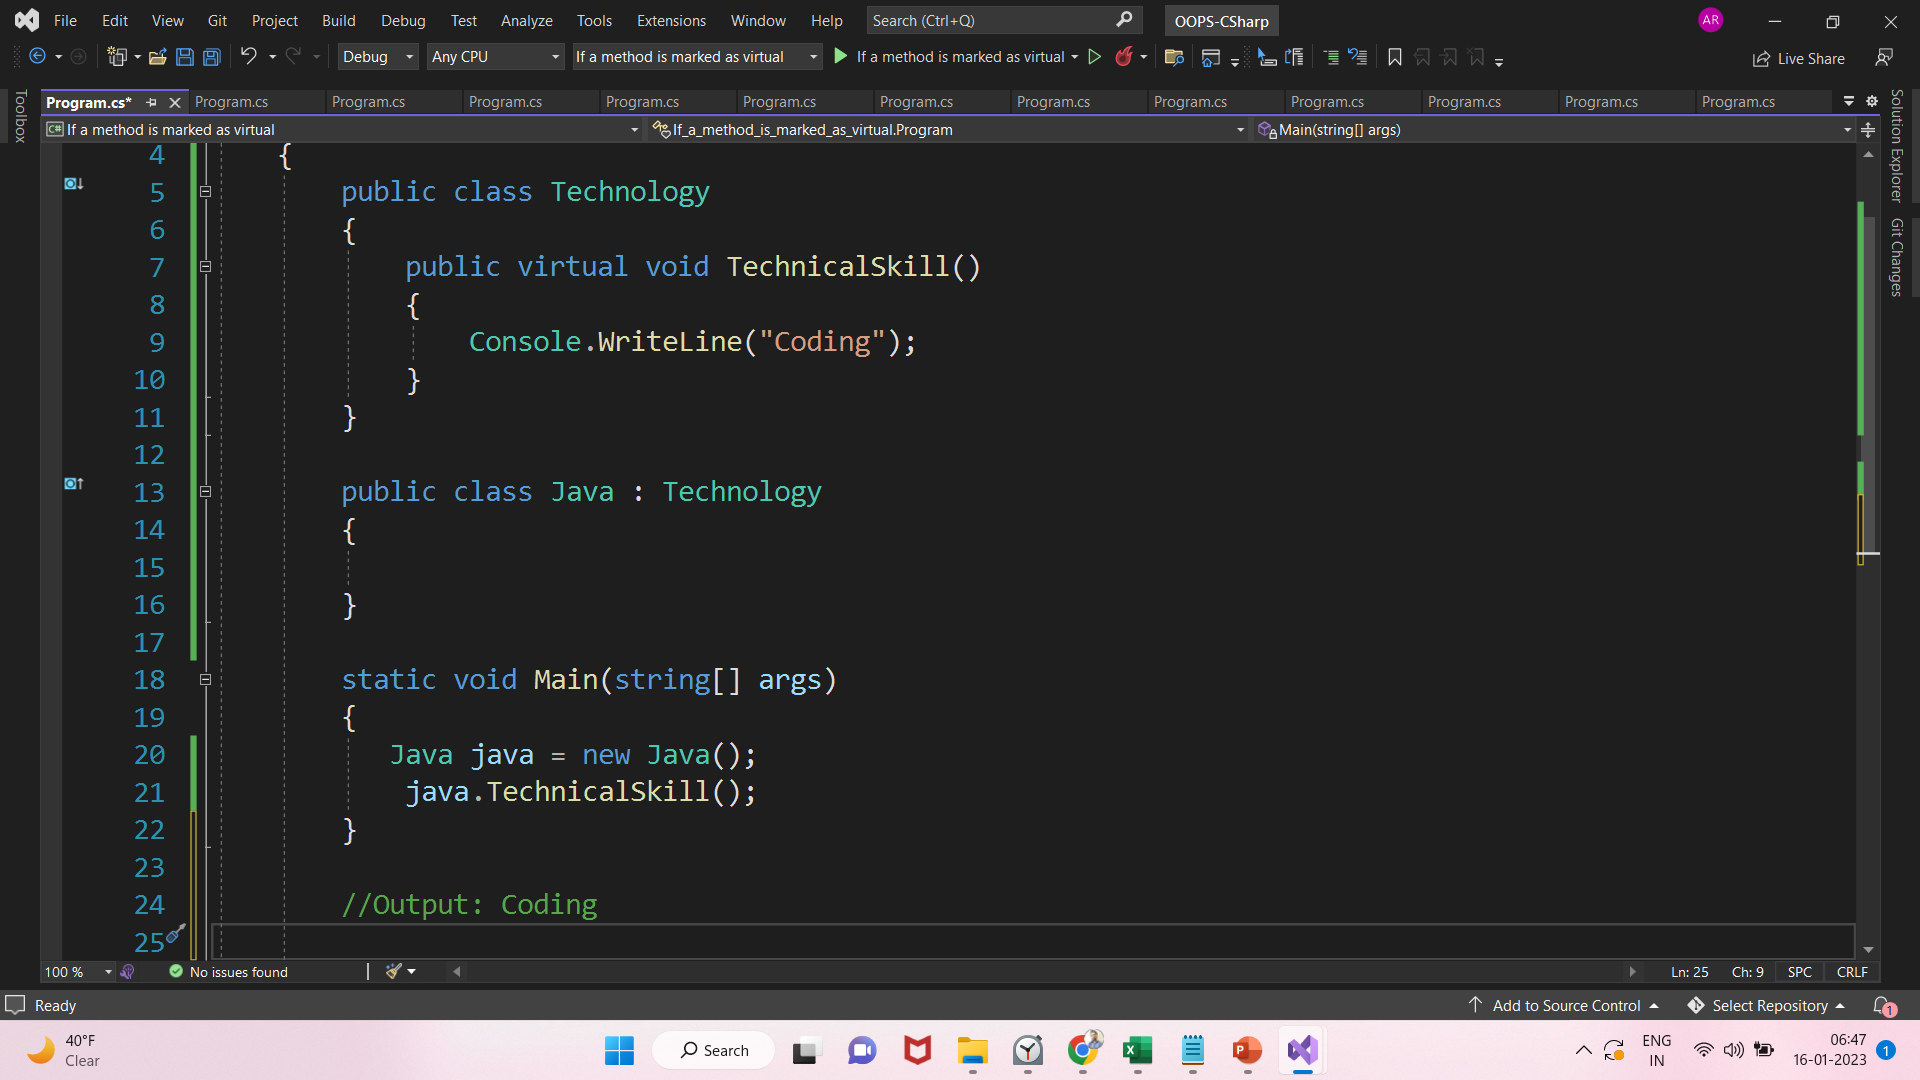 File Edit View Git Project Build Debug Test Analyze Tools Extensions Window Help Search (Ctrl+Q) OOPS-CSharp AR
Debug Any CPU If a method is marked as virtual If a method is marked as virtual Live Share
Toolbox
Program.cs* Program.cs Program.cs Program.cs Program.cs Program.cs Program.cs Program.cs Program.cs Program.cs Program.cs Program.cs Program.cs
C# If a method is marked as virtual If_a_method_is_marked_as_virtual.Program Main(string[] args)
Solution Explorer
Git Changes
4 {
5 public class Technology
6 {
7 public virtual void TechnicalSkill()
8 {
9 Console.WriteLine("Coding");
10 }
11 }
12
13 public class Java : Technology
14 {
15
16 }
17
18 static void Main(string[] args)
19 {
20 Java java = new Java();
21 java.TechnicalSkill();
22 }
23
24 //Output: Coding
25
100 % No issues found Ln: 25 Ch: 9 SPC CRLF
Ready Add to Source Control Select Repository 1
40°F
Clear
Search
ENG
IN
06:47
16-01-2023
1